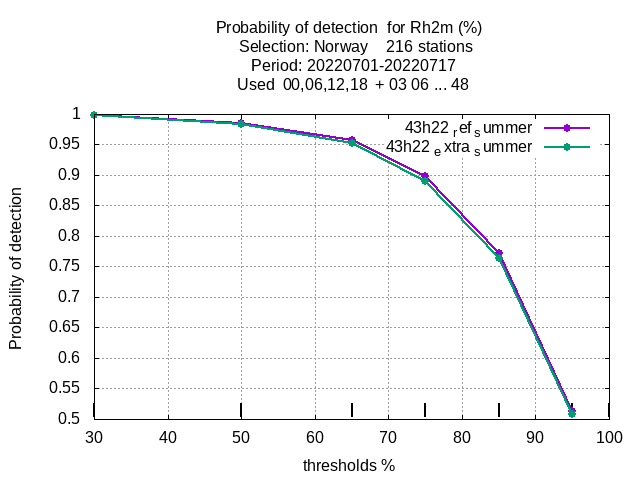 Probability of detection  for Rh2m (%)
Selection: Norway    216 stations
Period: 20220701-20220717
Used  00,06,12,18  + 03 06 ... 48
43h22 ref summer
43h22 extra summer
1
0.95
0.9
0.85
0.8
0.75
0.7
0.65
0.6
0.55
0.5
Probability of detection
30 40 50 60 70 80 90 100
thresholds %